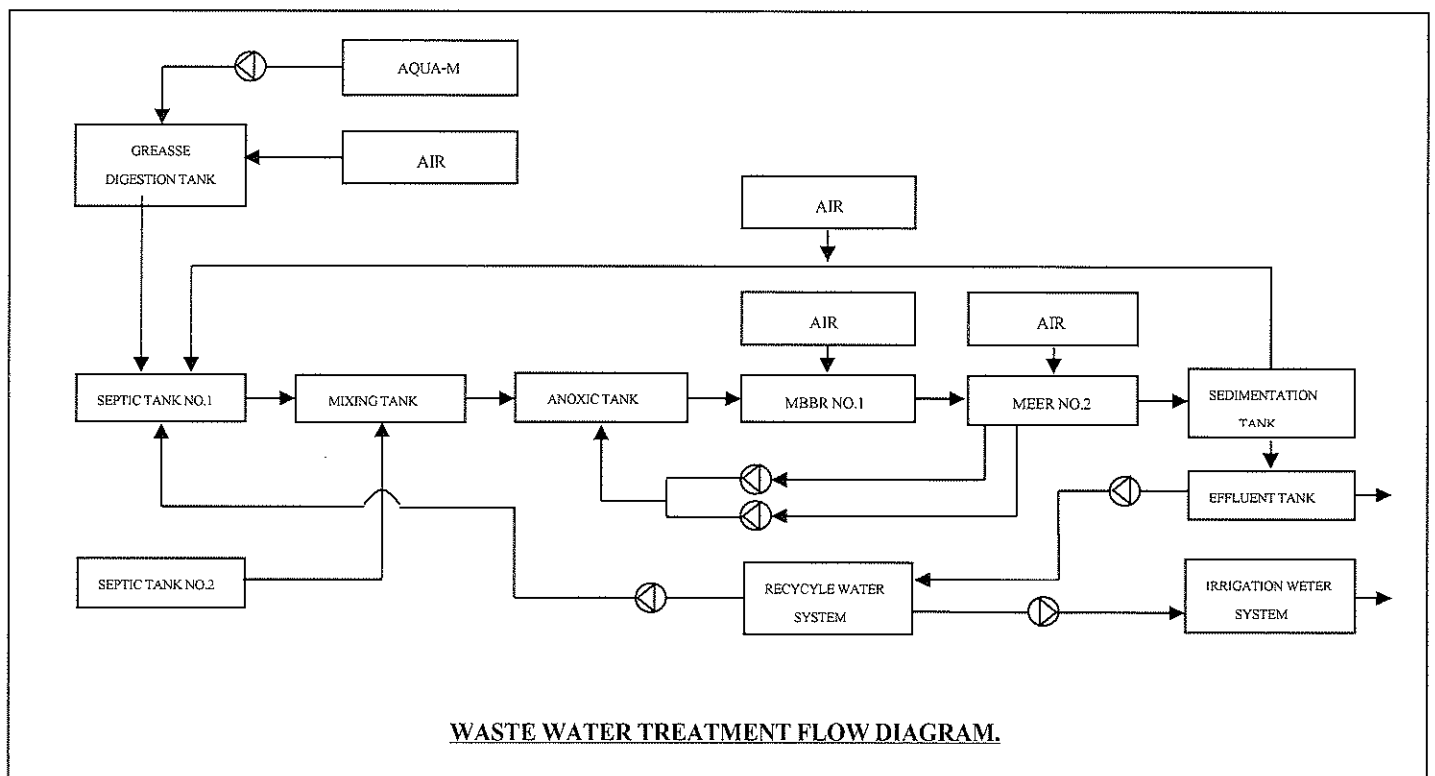 AQUA-M
GREASSE
DIGESTION TANK
AIR
AIR
AIR
AIR
SEPTIC TANK NO.1
MIXING TANK
ANOXIC TANK
MBBR NO.1
MEER NO.2
SEDIMENTATION
TANK
EFFLUENT TANK
SEPTIC TANK NO.2
RECYCYLE WATER
SYSTEM
IRRIGATION WETER
SYSTEM
WASTE WATER TREATMENT FLOW DIAGRAM.